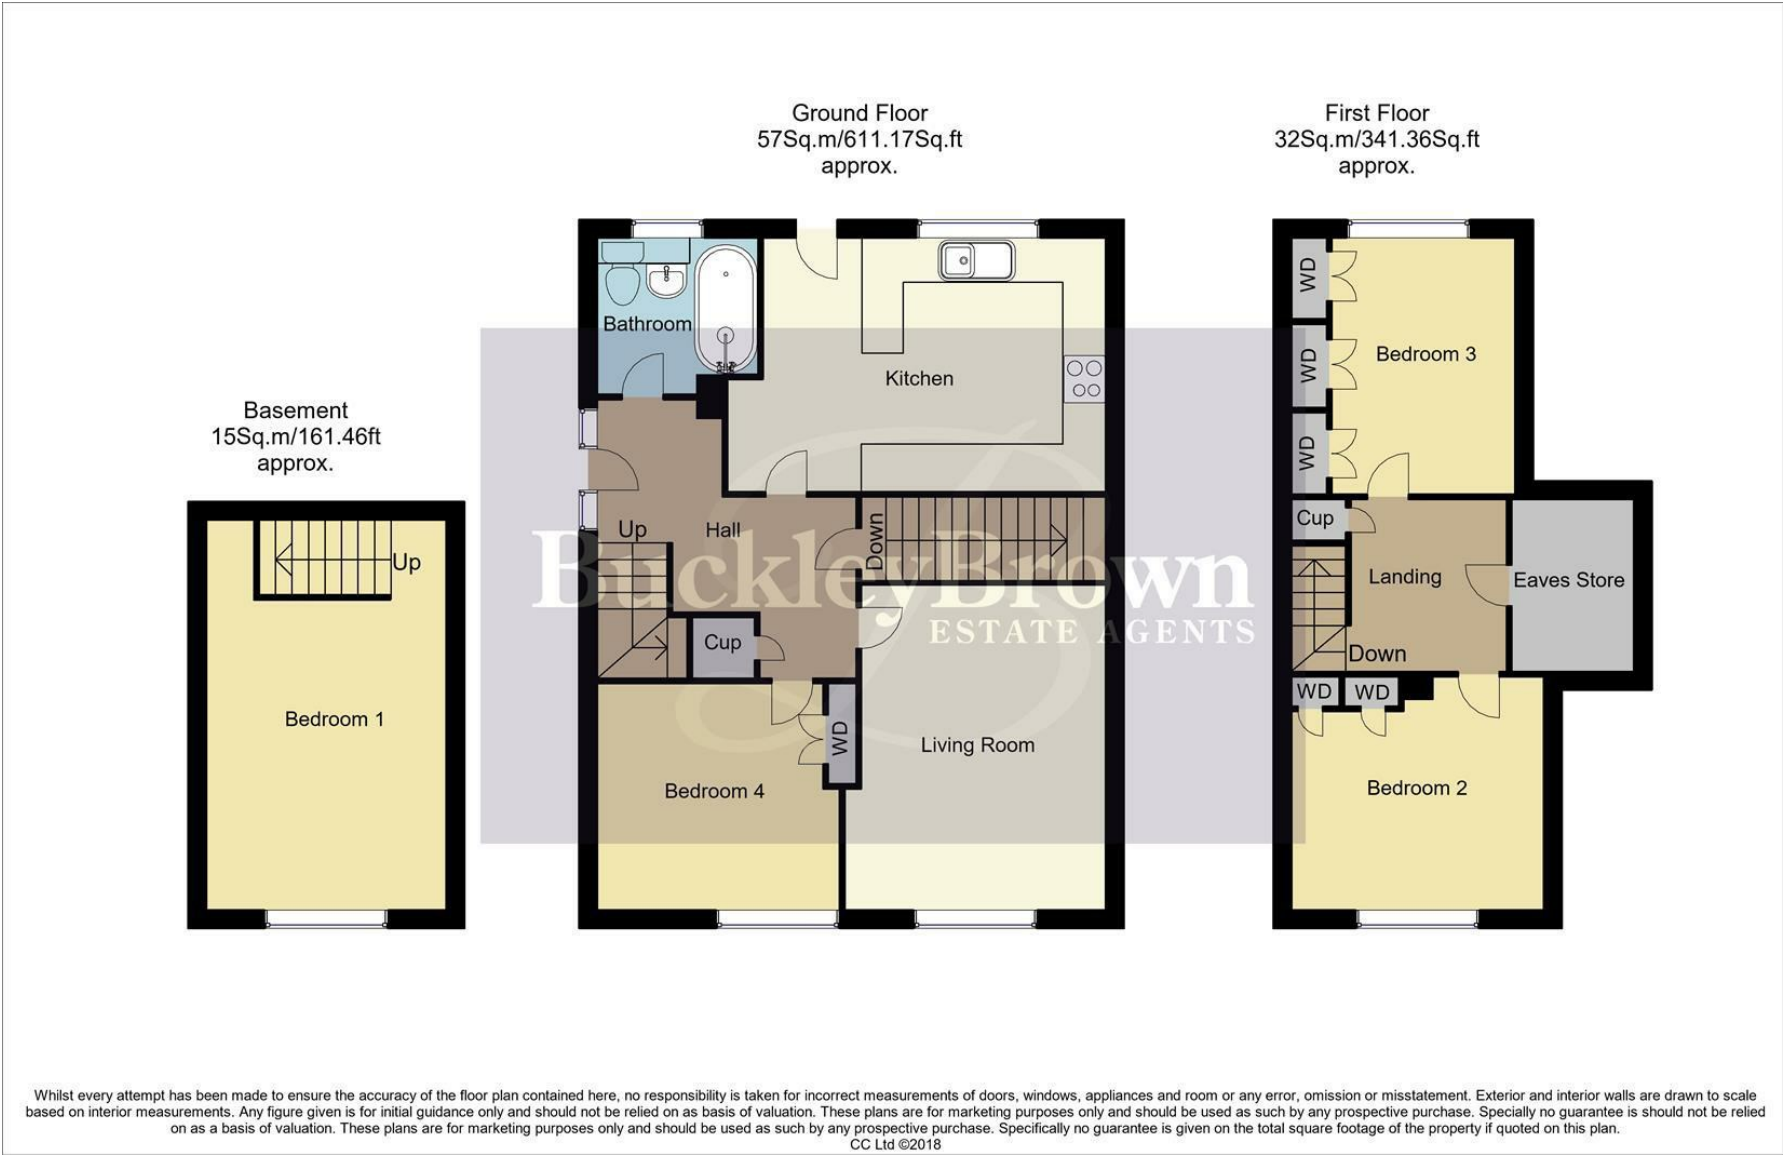 Ground Floor
57Sq.m/611.17Sq.ft
approx.
First Floor
32Sq.m/341.36Sq.ft
approx.
Basement
15Sq.m/161.46ft
approx.
Up
Bedroom 1
Bathroom
Kitchen
Up
Hall
Down
Cup
WD
Bedroom 4
Living Room
BuckleyBrown
ESTATE AGENTS
WD
WD
WD
Bedroom 3
Cup
Landing
Eaves Store
Down
WD
WD
Bedroom 2
Whilst every attempt has been made to ensure the accuracy of the floor plan contained here, no responsibility is taken for incorrect measurements of doors, windows, appliances and room or any error, omission or misstatement. Exterior and interior walls are drawn to scale
based on interior measurements. Any figure given is for initial guidance only and should not be relied on as basis of valuation. These plans are for marketing purposes only and should be used as such by any prospective purchase. Specially no guarantee is should not be relied
on as a basis of valuation. These plans are for marketing purposes only and should be used as such by any prospective purchase. Specifically no guarantee is given on the total square footage of the property if quoted on this plan.
CC Ltd ©2018